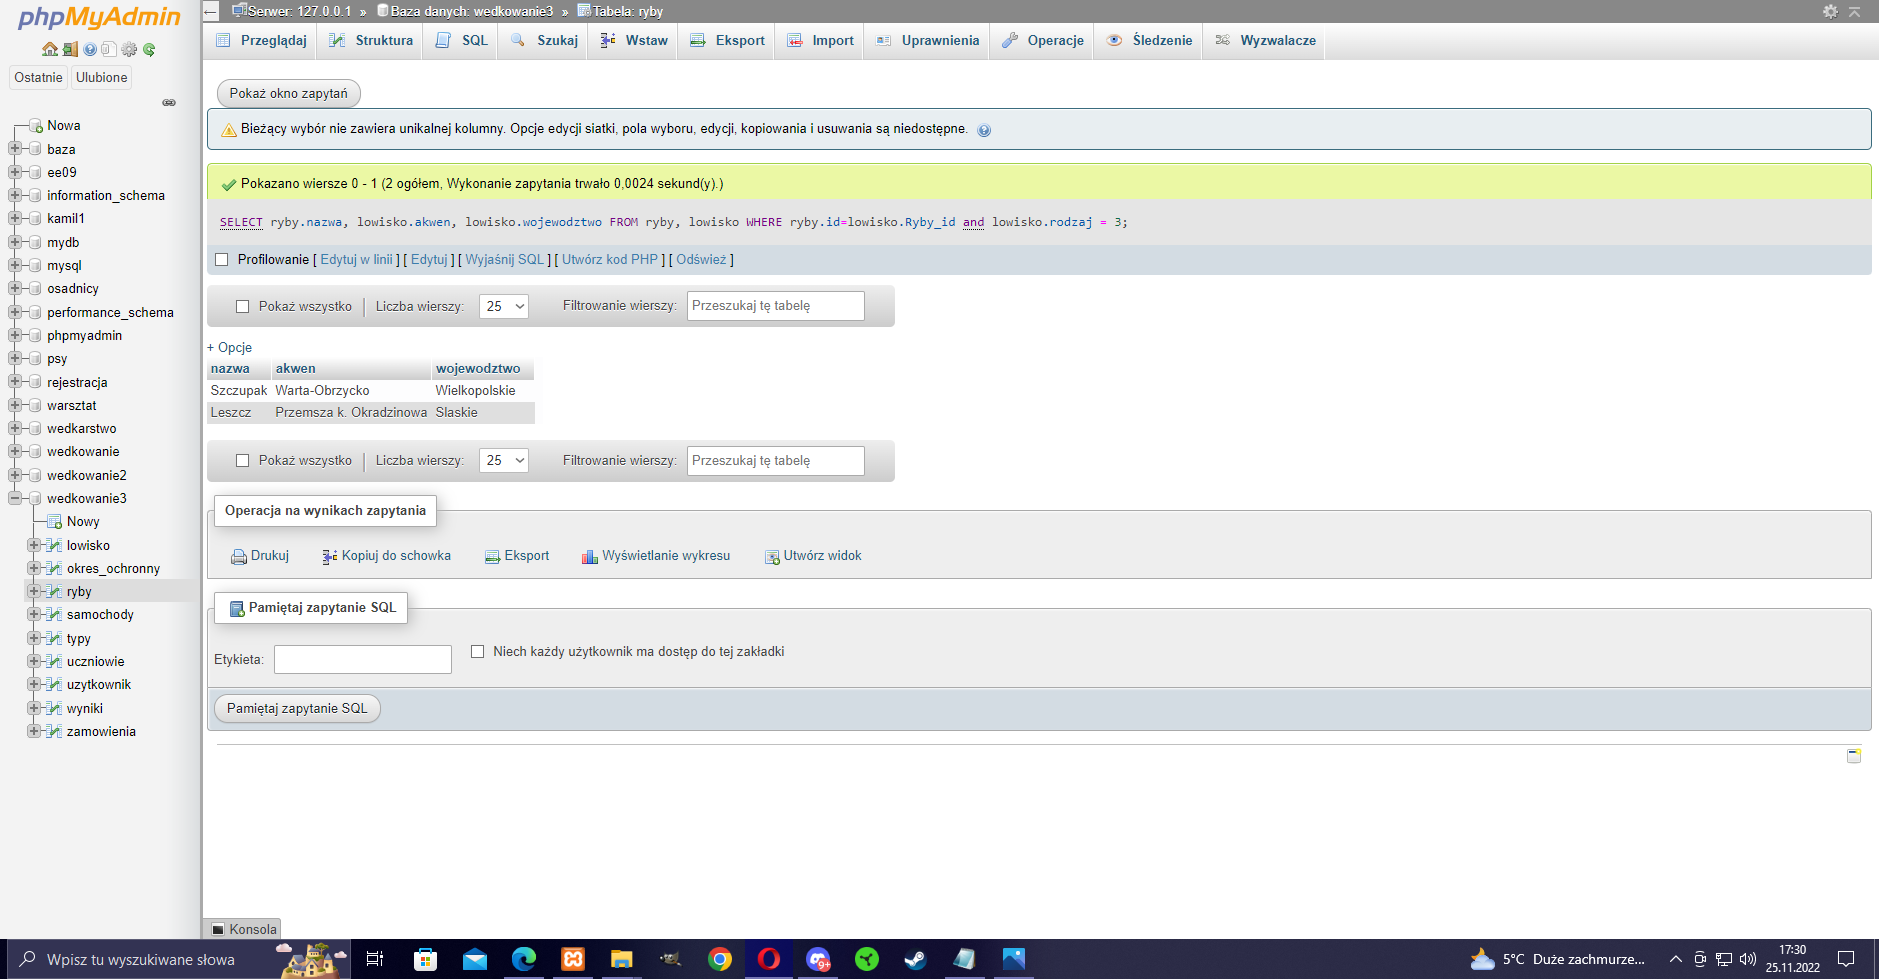 phpMyAdmin
Ostatnie Ulubione
Nowa
baza
ee09
information_schema
kamil1
mydb
mysql
osadnicy
performance_schema
phpmyadmin
psy
rejestracja
warsztat
wedkarstwo
wedkowanie
wedkowanie2
wedkowanie3
Nowy
lowisko
okres_ochronny
ryby
samochody
typy
uczniowie
uzytkownik
wyniki
zamowienia
Serwer: 127.0.0.1 » Baza danych: wedkowanie3 » Tabela: ryby
Przeglądaj Struktura SQL Szukaj Wstaw Eksport Import Uprawnienia Operacje Śledzenie Wyzwalacze
Pokaż okno zapytań
Bieżący wybór nie zawiera unikalnej kolumny. Opcje edycji siatki, pola wyboru, edycji, kopiowania i usuwania są niedostępne.
Pokazano wiersze 0 - 1 (2 ogółem, Wykonanie zapytania trwało 0,0024 sekund(y).)
SELECT ryby.nazwa, lowisko.akwen, lowisko.wojewodztwo FROM ryby, lowisko WHERE ryby.id=lowisko.Ryby_id and lowisko.rodzaj = 3;
Profilowanie [ Edytuj w linii ] [ Edytuj ] [ Wyjaśnij SQL ] [ Utwórz kod PHP ] [ Odśwież ]
Pokaż wszystko | Liczba wierszy: 25 Filtrowanie wierszy: Przeszukaj tę tabelę
+ Opcje
nazwa akwen wojewodztwo
Szczupak Warta-Obrzycko Wielkopolskie
Leszcz Przemsza k. Okradzinowa Slaskie
Pokaż wszystko | Liczba wierszy: 25 Filtrowanie wierszy: Przeszukaj tę tabelę
Operacja na wynikach zapytania
Drukuj Kopiuj do schowka Eksport Wyświetlanie wykresu Utwórz widok
Pamiętaj zapytanie SQL
Etykieta: Niech każdy użytkownik ma dostęp do tej zakładki
Pamiętaj zapytanie SQL
Konsola
Wpisz tu wyszukiwane słowa
9+
5°C Duże zachmurze...
17:30
25.11.2022